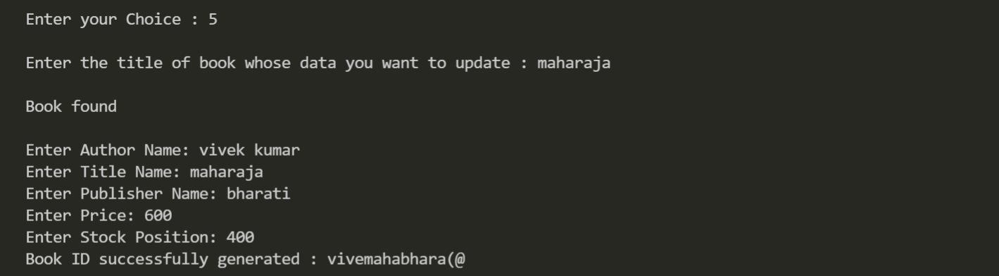 Enter your Choice : 5
Enter the title of book whose data you want to update : maharaja
Book found
Enter Author Name: vivek kumar
Enter Title Name: maharaja
Enter Publisher Name: bharati
Enter Price: 600
Enter Stock Position: 400
Book ID successfully generated : vivemahabhara(@